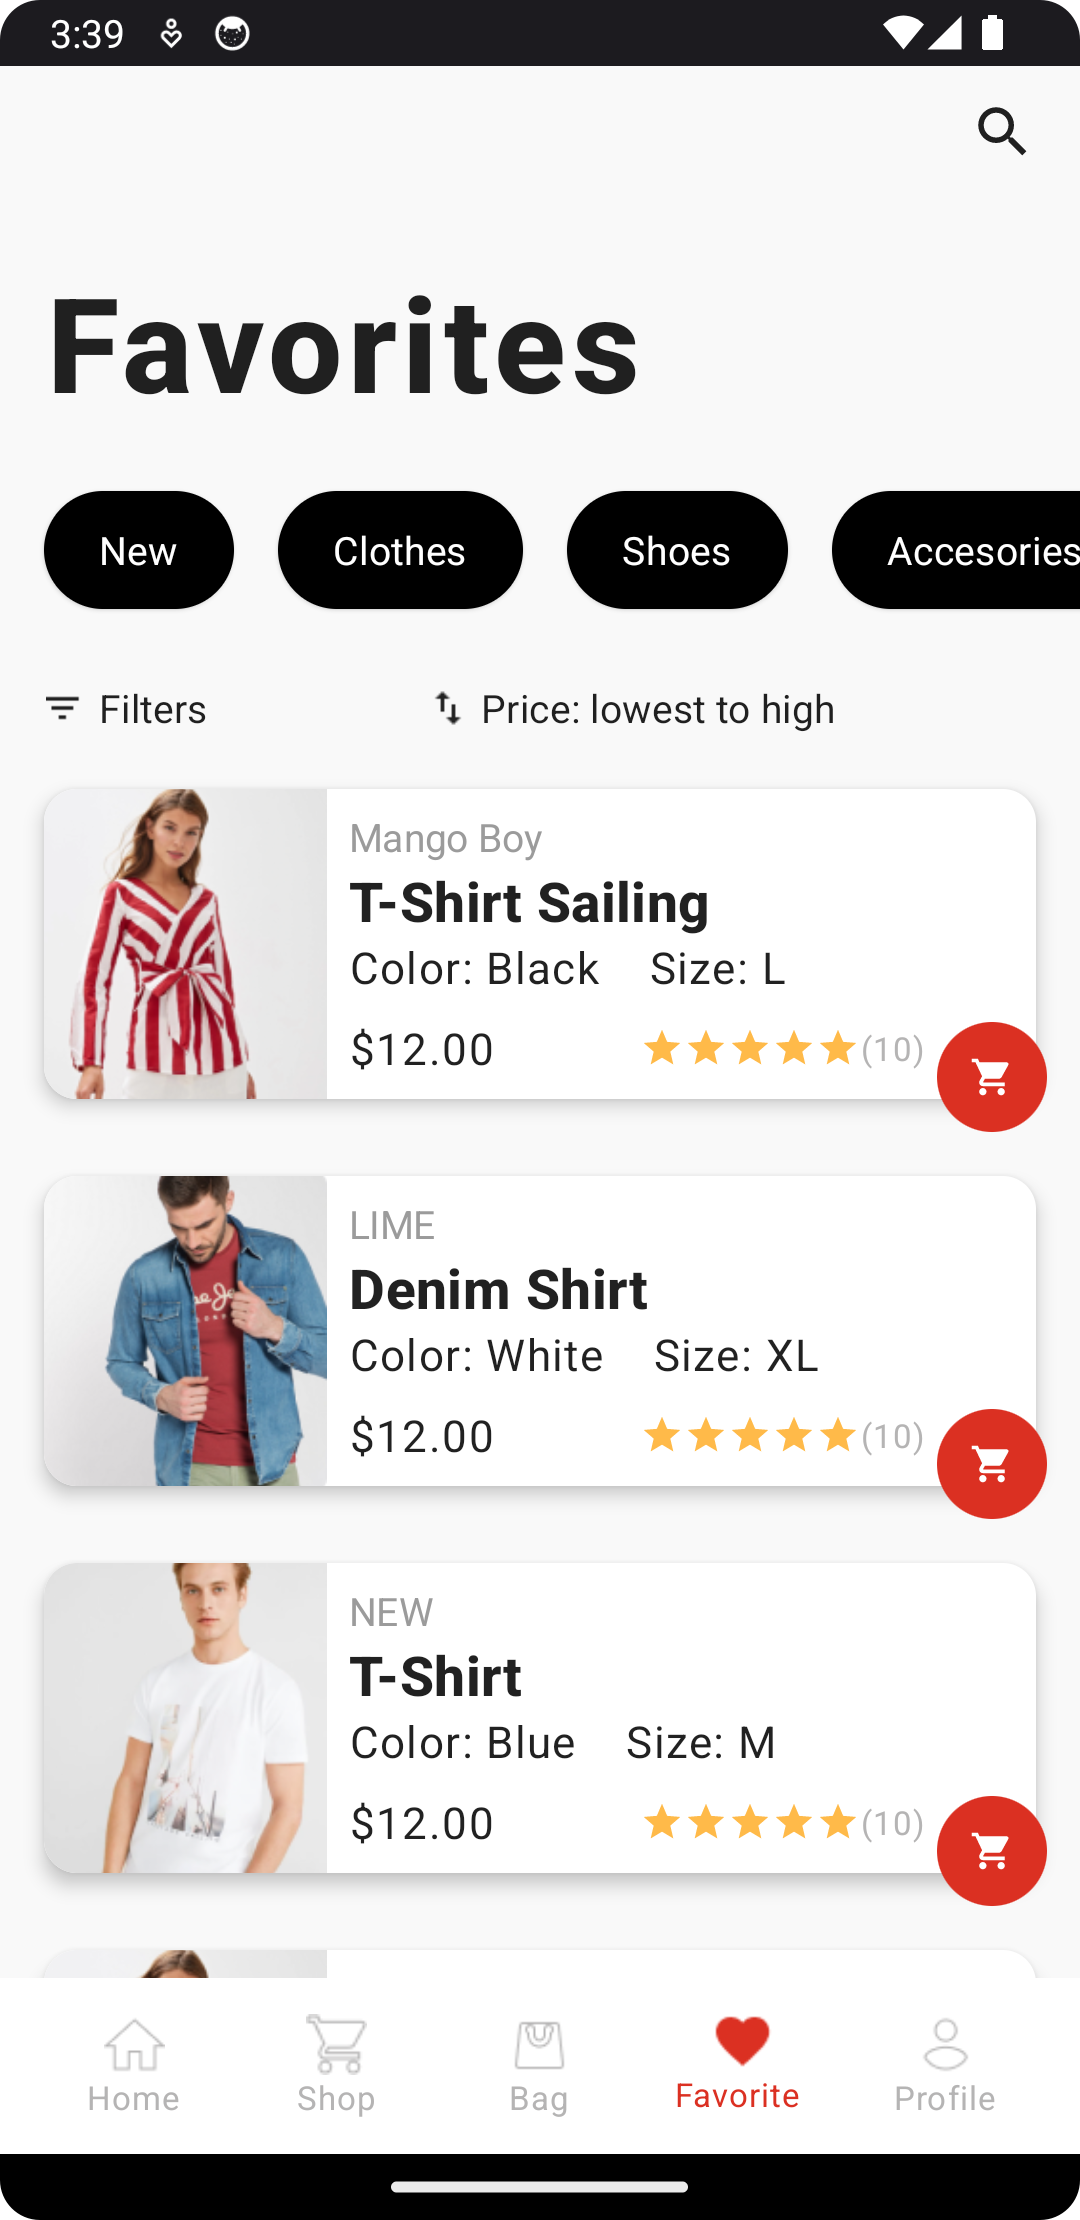 3:39
Favorites
New Clothes Shoes Accesories
Filters Price: lowest to high
Mango Boy
T-Shirt Sailing
Color: Black Size: L
$12.00 (10)
LIME
Denim Shirt
Color: White Size: XL
$12.00 (10)
NEW
T-Shirt
Color: Blue Size: M
$12.00 (10)
Home Shop Bag Favorite Profile